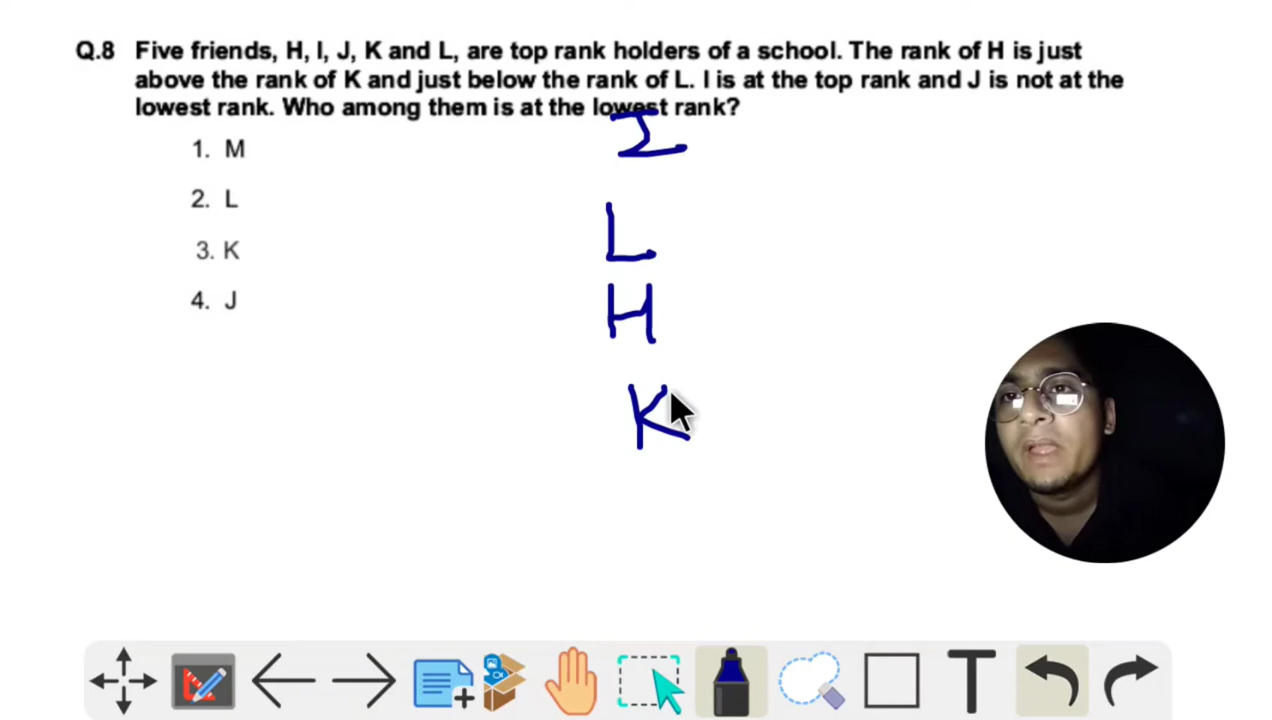 Q.8 Five friends, H, I, J, K and L, are top rank holders of a school. The rank of H is just
above the rank of K and just below the rank of L. I is at the top rank and J is not at the
lowest rank. Who among them is at the lowest rank?
1. M
2. L
3. K
4. J
I
L
H
K
T